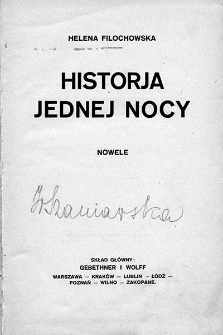 HELENA FILOCHOWSKA
HISTORJA
JEDNEJ NOCY
NOWELE
SKŁAD GŁÓWNY:
GEBETHNER I WOLFF
WARSZAWA — KRAKÓW — LUBLIN — ŁÓDŹ —
POZNAŃ — WILNO — ZAKOPANE.